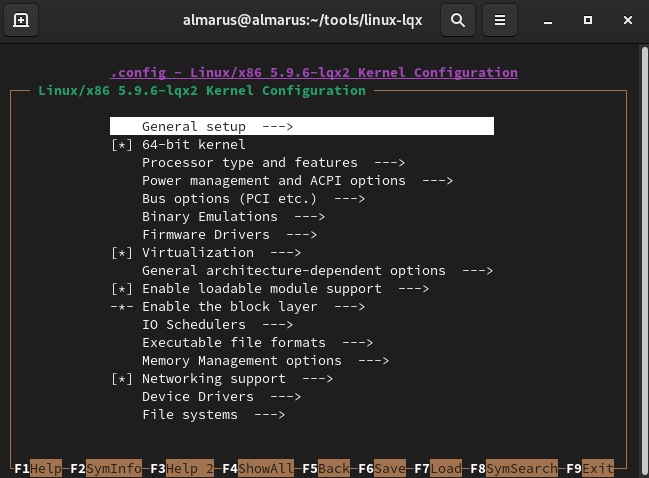 almarus@almarus:~/tools/linux-lqx
.config - Linux/x86 5.9.6-lqx2 Kernel Configuration
Linux/x86 5.9.6-lqx2 Kernel Configuration
General setup --->
[*] 64-bit kernel
Processor type and features --->
Power management and ACPI options --->
Bus options (PCI etc.) --->
Binary Emulations --->
Firmware Drivers --->
[*] Virtualization --->
General architecture-dependent options --->
[*] Enable loadable module support --->
-*- Enable the block layer --->
IO Schedulers --->
Executable file formats --->
Memory Management options --->
[*] Networking support --->
Device Drivers --->
File systems --->
F1Help-F2SymInfo-F3Help 2-F4ShowAll-F5Back-F6Save-F7Load-F8SymSearch-F9Exit